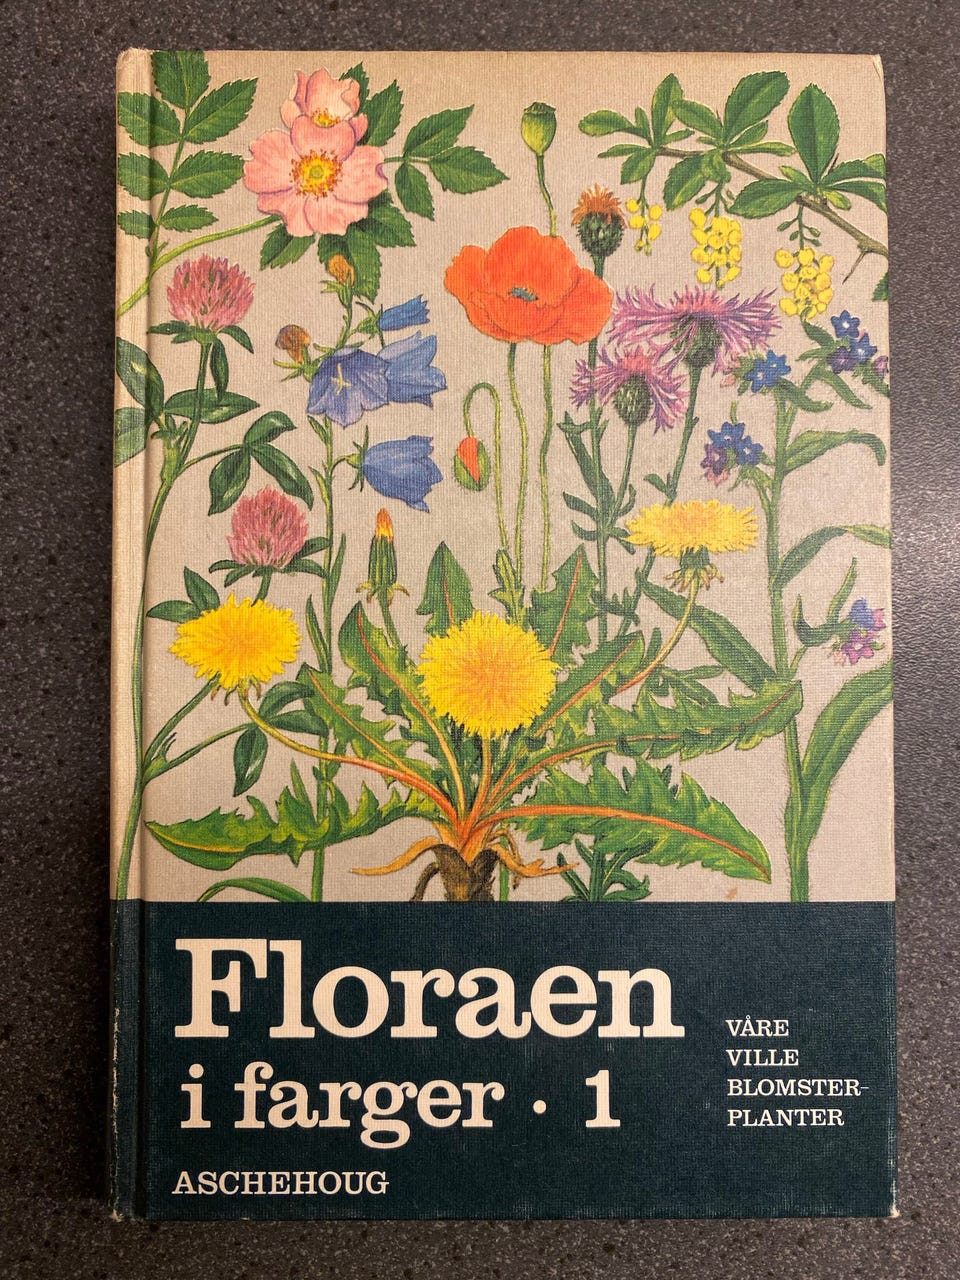 Floraen
i farger · 1
VÅRE
VILLE
BLOMSTER-
PLANTER
ASCHEHOUG